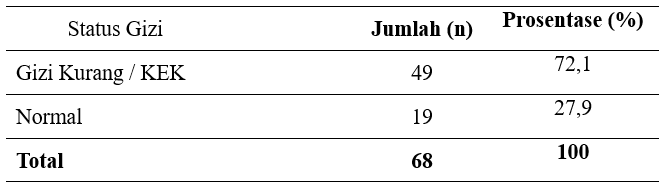 Status Gizi Jumlah (n) Prosentase (%)
Gizi Kurang / KEK 49 72,1
Normal 19 27,9
Total 68 100